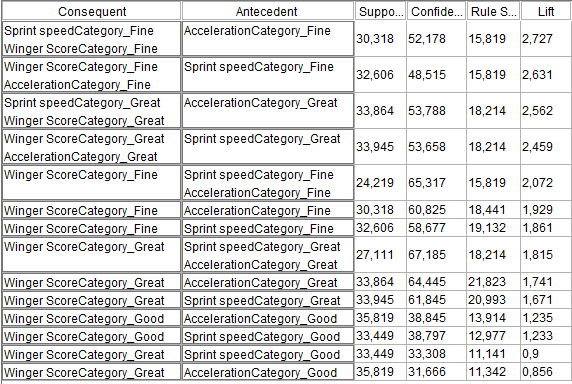 Consequent Antecedent Suppo... Confide... Rule S... Lift
Sprint speedCategory_Fine AccelerationCategory_Fine
30,318 52,178 15,819 2,727
Winger ScoreCategory_Fine
Winger ScoreCategory_Fine Sprint speedCategory_Fine
32,606 48,515 15,819 2,631
AccelerationCategory_Fine
Sprint speedCategory_Great AccelerationCategory_Great
33,864 53,788 18,214 2,562
Winger ScoreCategory_Great
Winger ScoreCategory_Great Sprint speedCategory_Great
33,945 53,658 18,214 2,459
AccelerationCategory_Great
Winger ScoreCategory_Fine Sprint speedCategory_Fine
24,219 65,317 15,819 2,072
AccelerationCategory_Fine
Winger ScoreCategory_Fine AccelerationCategory_Fine 30,318 60,825 18,441 1,929
Winger ScoreCategory_Fine Sprint speedCategory_Fine 32,606 58,677 19,132 1,861
Winger ScoreCategory_Great Sprint speedCategory_Great
27,111 67,185 18,214 1,815
AccelerationCategory_Great
Winger ScoreCategory_Great AccelerationCategory_Great 33,864 64,445 21,823 1,741
Winger ScoreCategory_Great Sprint speedCategory_Great 33,945 61,845 20,993 1,671
Winger ScoreCategory_Good AccelerationCategory_Good 35,819 38,845 13,914 1,235
Winger ScoreCategory_Good Sprint speedCategory_Good 33,449 38,797 12,977 1,233
Winger ScoreCategory_Great Sprint speedCategory_Good 33,449 33,308 11,141 0,9
Winger ScoreCategory_Great AccelerationCategory_Good 35,819 31,666 11,342 0,856